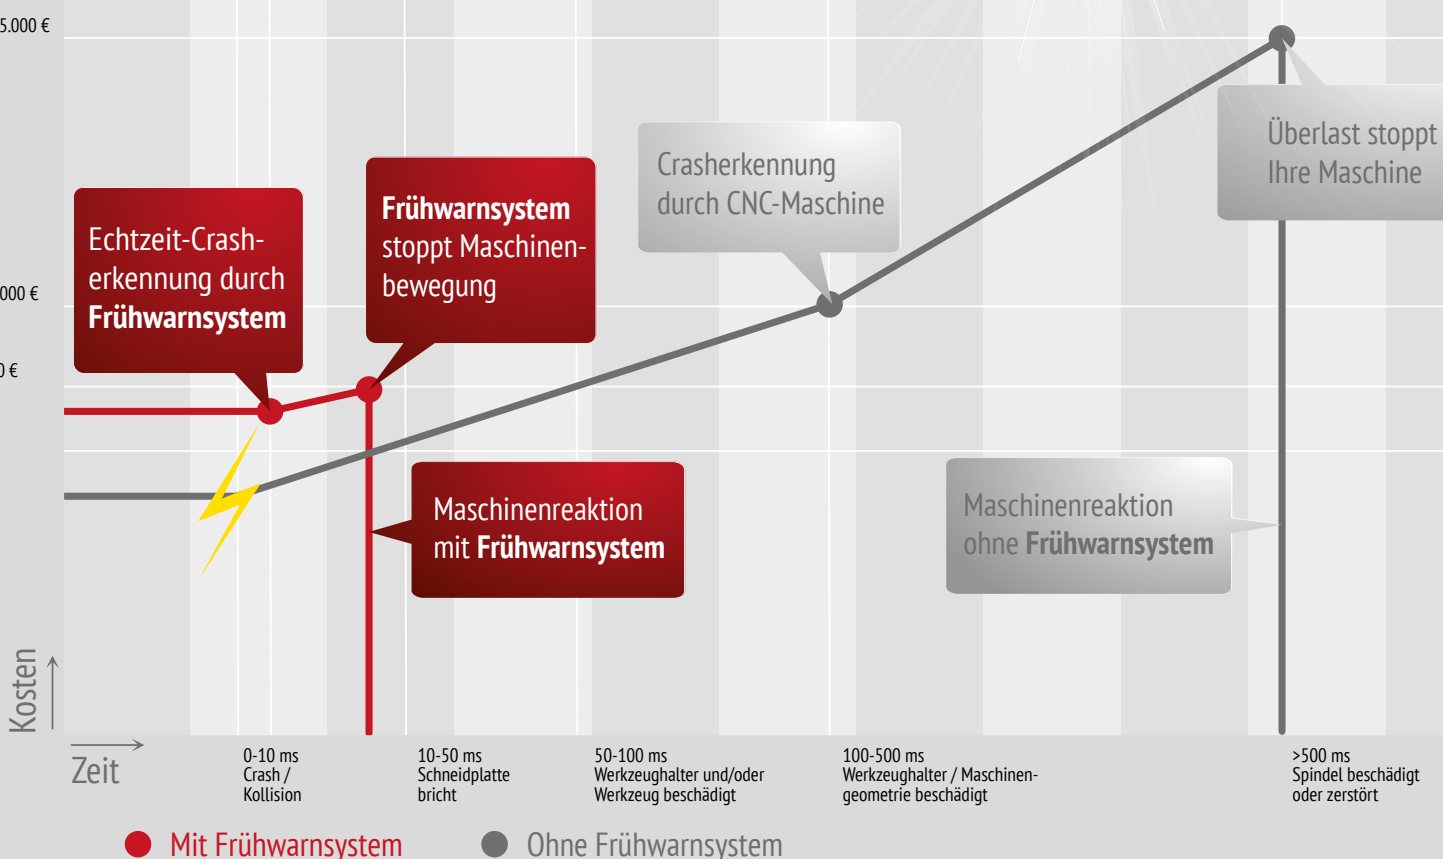 5.000 €
Echtzeit-Crash-
erkennung durch
Frühwarnsystem
Frühwarnsystem
stoppt Maschinen-
bewegung
Crasherkennung
durch CNC-Maschine
Überlast stoppt
Ihre Maschine
000 €
0 €
Maschinenreaktion
mit Frühwarnsystem
Maschinenreaktion
ohne Frühwarnsystem
Kosten
Zeit
0-10 ms
Crash /
Kollision
10-50 ms
Schneidplatte
bricht
50-100 ms
Werkzeughalter und/oder
Werkzeug beschädigt
100-500 ms
Werkzeughalter / Maschinen-
geometrie beschädigt
>500 ms
Spindel beschädigt
oder zerstört
Mit Frühwarnsystem
Ohne Frühwarnsystem